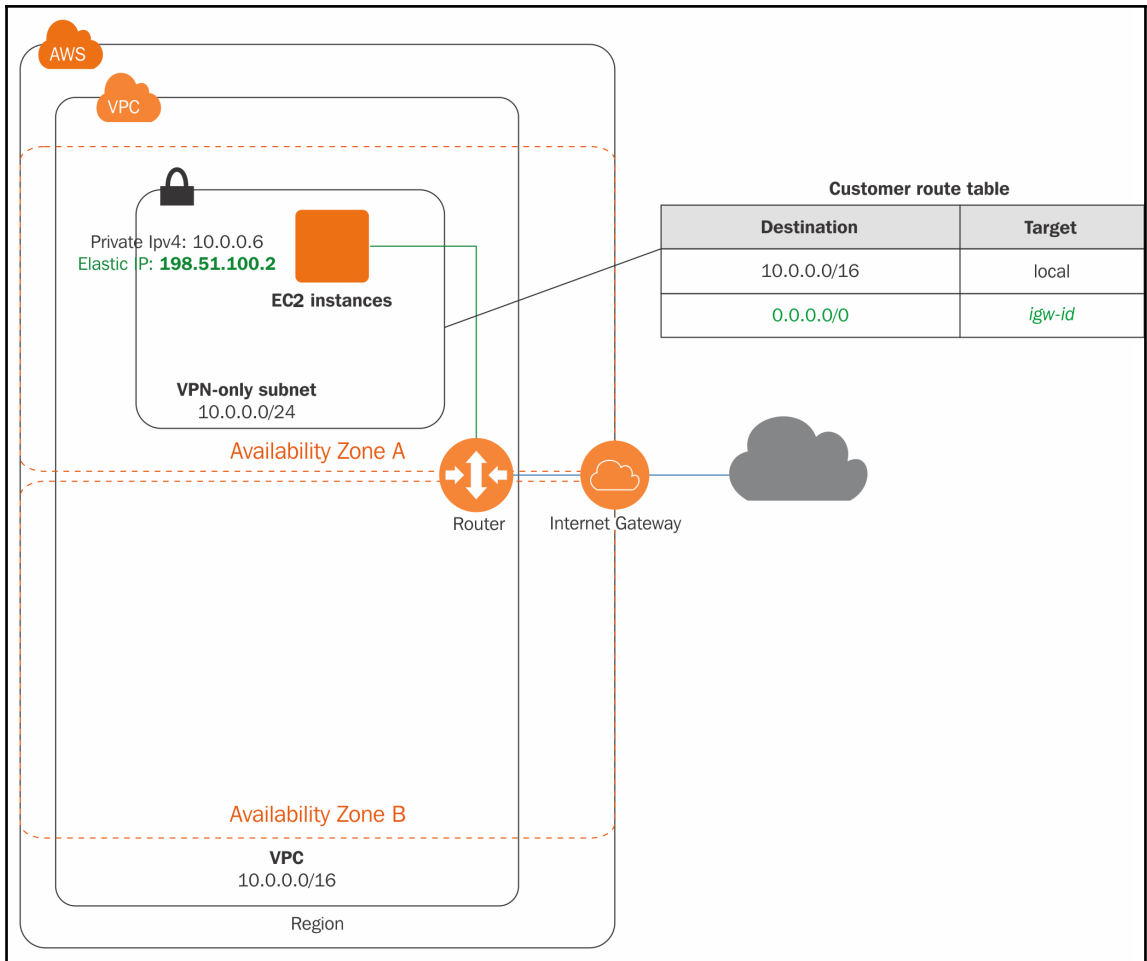 AWS
VPC
Customer route table
Destination Target
10.0.0.0/16 local
0.0.0.0/0 igw-id
Private Ipv4: 10.0.0.6
Elastic IP: 198.51.100.2
EC2 instances
VPN-only subnet
10.0.0.0/24
Availability Zone A
Router
Internet Gateway
Availability Zone B
VPC
10.0.0.0/16
Region